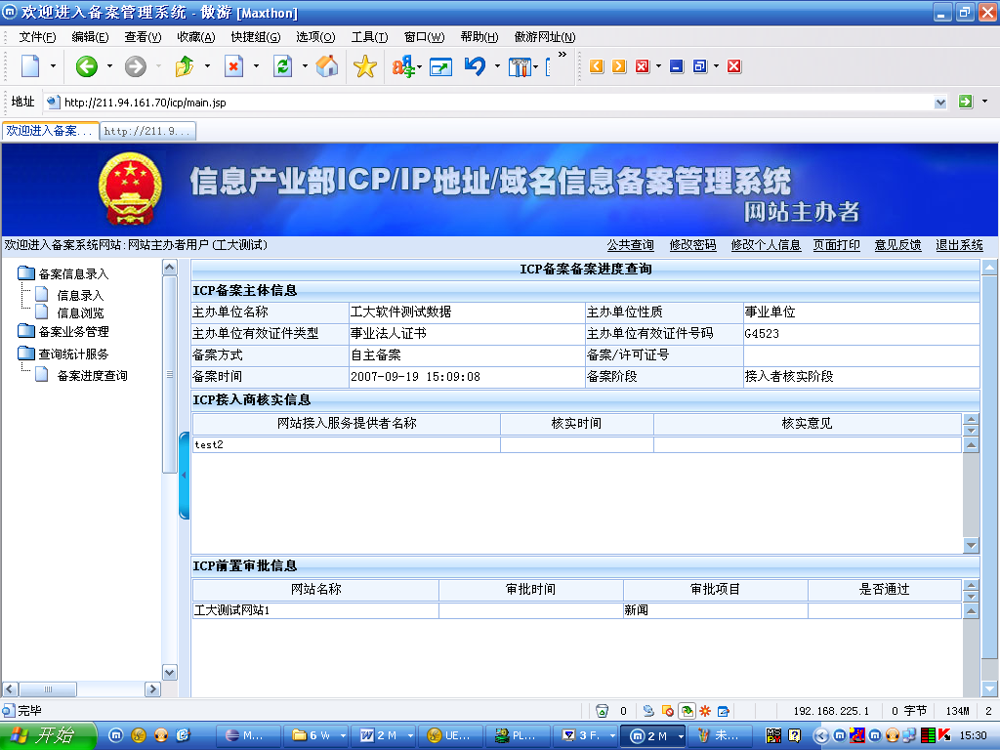 欢迎进入备案管理系统 - 傲游 [Maxthon]
文件(F) 编辑(E) 查看(V) 收藏(A) 快捷组(G) 选项(O) 工具(T) 窗口(W) 帮助(H) 傲游网址(N)
地址 http://211.94.161.70/icp/main.jsp
欢迎进入备案... http://211.9...
信息产业部ICP/IP地址/域名信息备案管理系统
网站主办者
欢迎进入备案系统网站:网站主办者用户(工大测试) 公共查询 修改密码 修改个人信息 页面打印 意见反馈 退出系统
备案信息录入
信息录入
信息浏览
备案业务管理
查询统计服务
备案进度查询
ICP备案备案进度查询
ICP备案主体信息
主办单位名称 工大软件测试数据 主办单位性质 事业单位
主办单位有效证件类型 事业法人证书 主办单位有效证件号码 G4523
备案方式 自主备案 备案/许可证号
备案时间 2007-09-19 15:09:08 备案阶段 接入者核实阶段
ICP接入商核实信息
网站接入服务提供者名称 核实时间 核实意见
test2
ICP前置审批信息
网站名称 审批时间 审批项目 是否通过
工大测试网站1 新闻
完毕 0 192.168.225.1 0 字节 134M 2
开始 M... 6 W 2 M UE... PL... 3 F. 2 M 未... 15:30